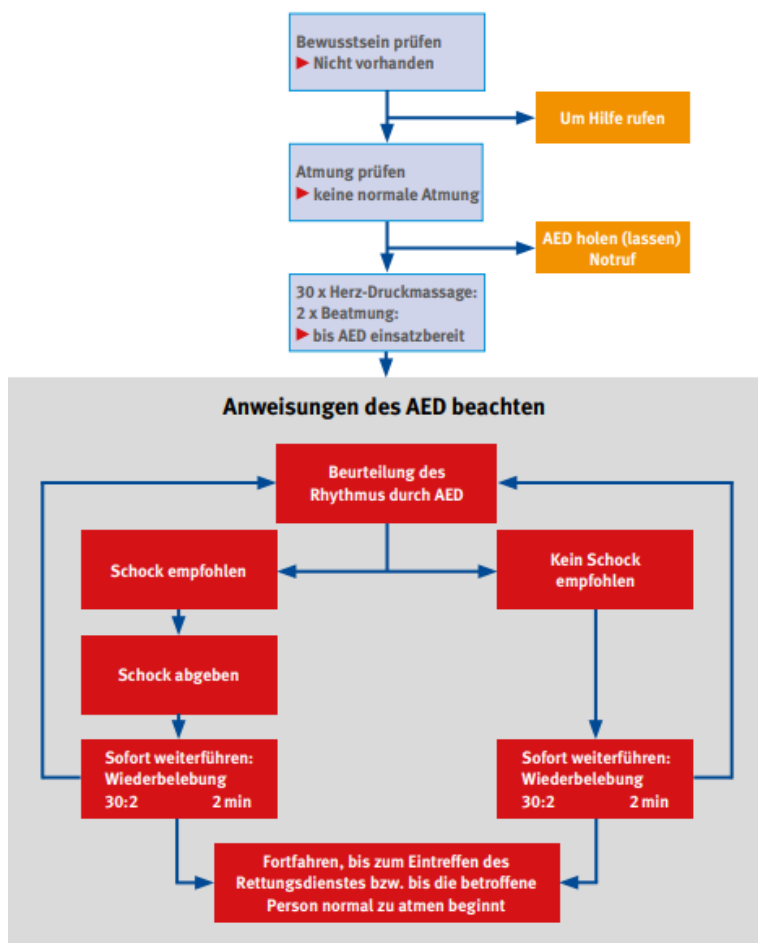 Bewusstsein prüfen
▶ Nicht vorhanden
Um Hilfe rufen
Atmung prüfen
▶ keine normale Atmung
AED holen (lassen)
Notruf
30 x Herz-Druckmassage:
2 x Beatmung:
▶ bis AED einsatzbereit
Anweisungen des AED beachten
Beurteilung des
Rhythmus durch AED
Schock empfohlen
Kein Schock
empfohlen
Schock abgeben
Sofort weiterführen:
Wiederbelebung
30:2 2 min
Sofort weiterführen:
Wiederbelebung
30:2 2 min
Fortfahren, bis zum Eintreffen des
Rettungsdienstes bzw. bis die betroffene
Person normal zu atmen beginnt